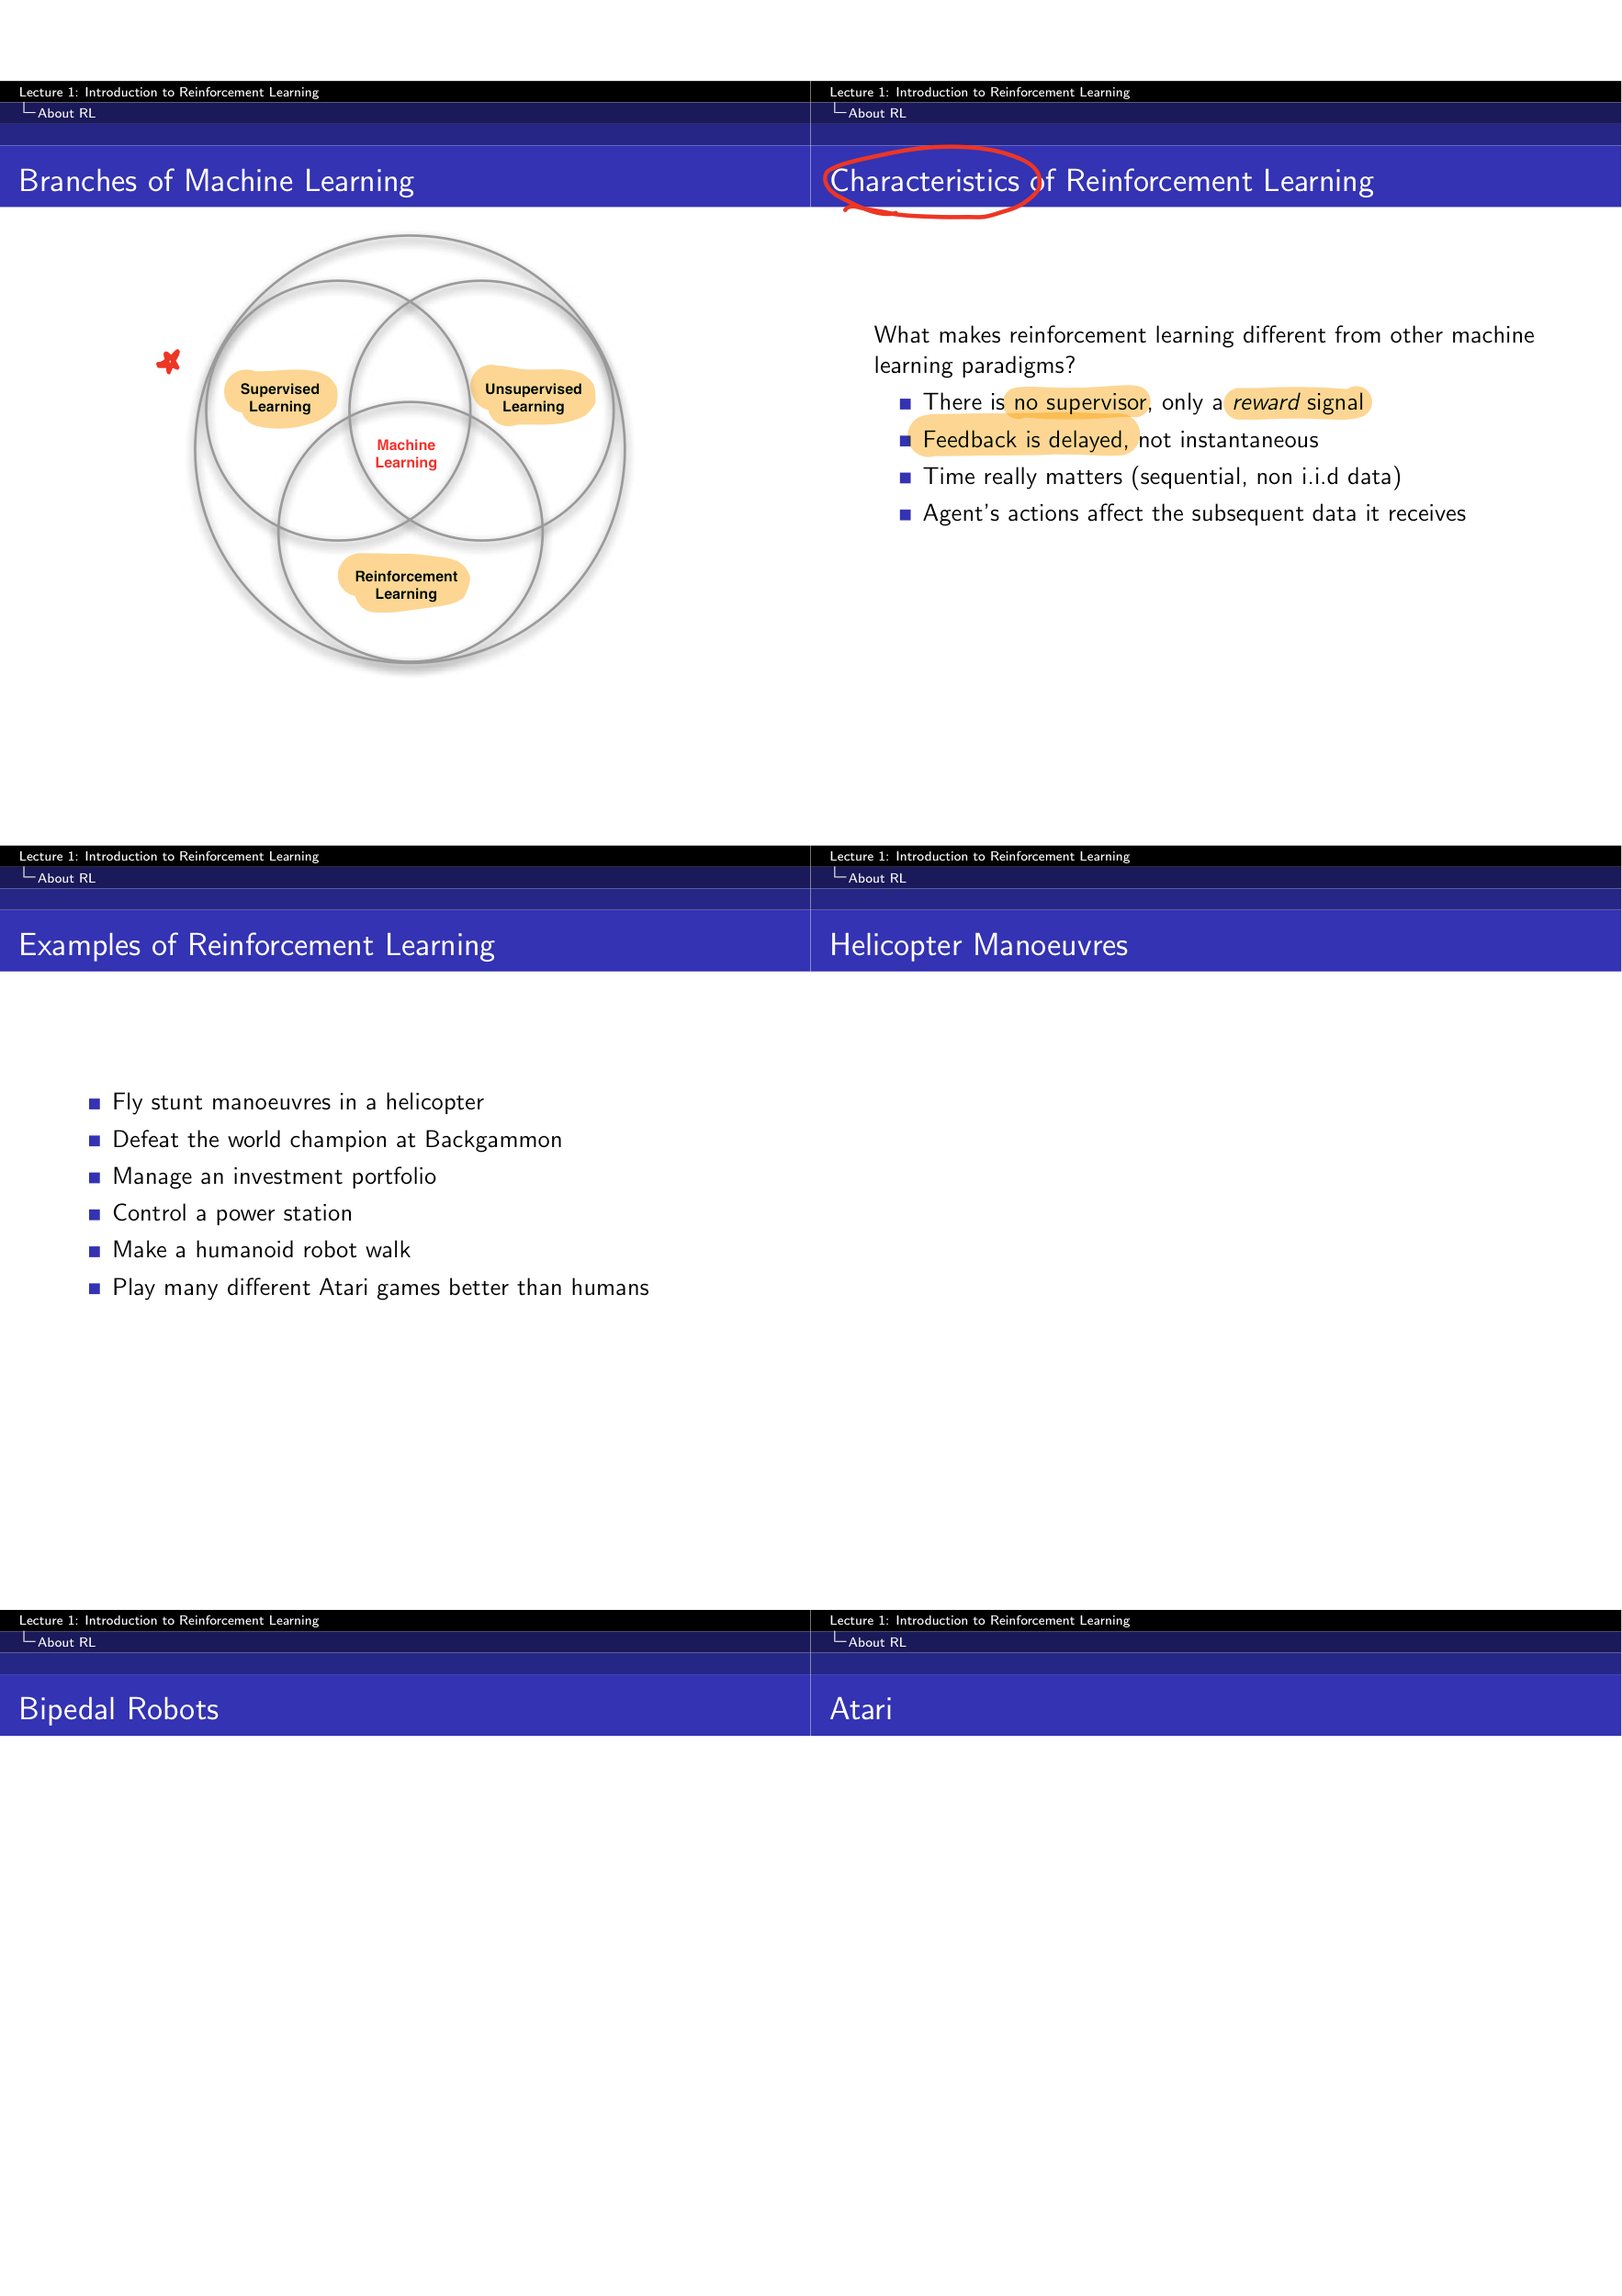 Lecture 1: Introduction to Reinforcement Learning
About RL
Branches of Machine Learning
Supervised
Learning
Unsupervised
Learning
Machine
Learning
Reinforcement
Learning
Lecture 1: Introduction to Reinforcement Learning
About RL
Characteristics of Reinforcement Learning
What makes reinforcement learning different from other machine
learning paradigms?
There is no supervisor, only a reward signal
Feedback is delayed, not instantaneous
Time really matters (sequential, non i.i.d data)
Agent's actions affect the subsequent data it receives
Lecture 1: Introduction to Reinforcement Learning
About RL
Examples of Reinforcement Learning
Fly stunt manoeuvres in a helicopter
Defeat the world champion at Backgammon
Manage an investment portfolio
Control a power station
Make a humanoid robot walk
Play many different Atari games better than humans
Lecture 1: Introduction to Reinforcement Learning
About RL
Helicopter Manoeuvres
Lecture 1: Introduction to Reinforcement Learning
About RL
Bipedal Robots
Lecture 1: Introduction to Reinforcement Learning
About RL
Atari